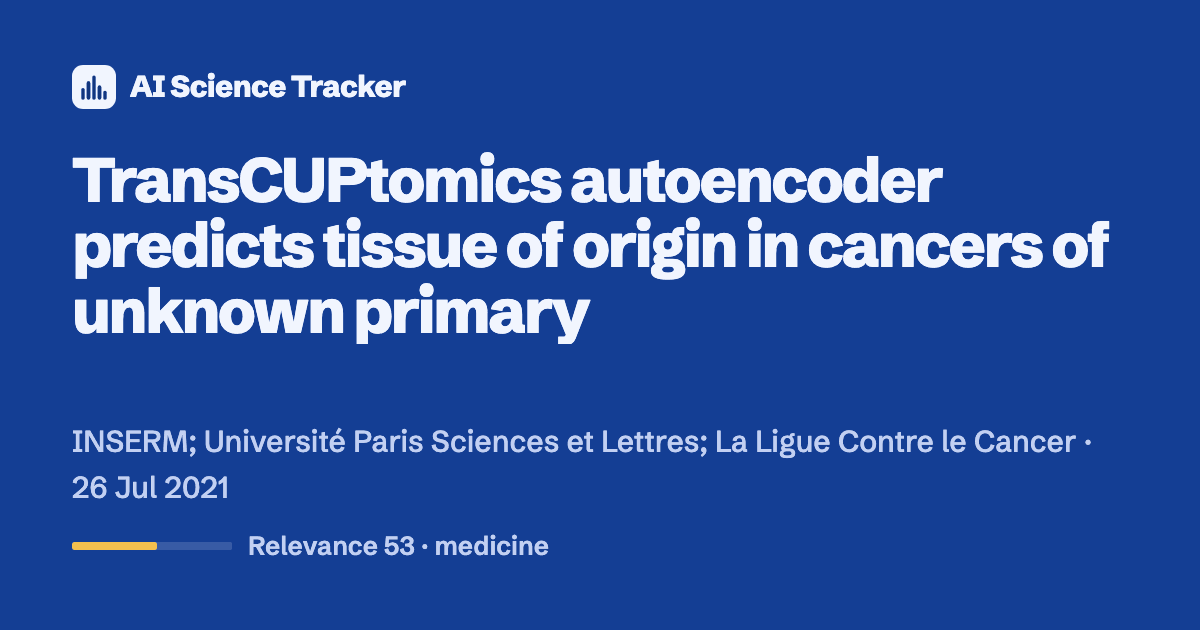 AI Science Tracker
TransCUPtomics autoencoder
predicts tissue of origin in cancers of
unknown primary
INSERM; Université Paris Sciences et Lettres; La Ligue Contre le Cancer ·
26 Jul 2021
Relevance 53 · medicine